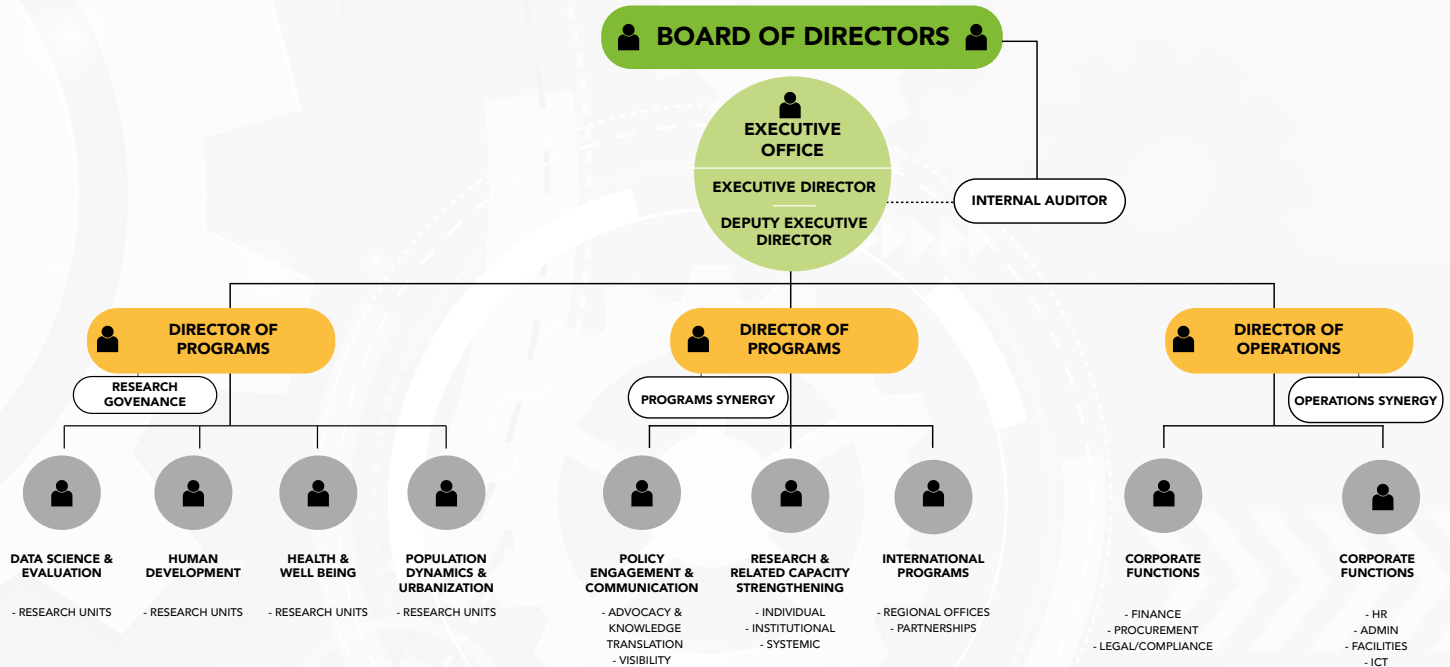 BOARD OF DIRECTORS
EXECUTIVE
OFFICE
EXECUTIVE DIRECTOR
DEPUTY EXECUTIVE
DIRECTOR
INTERNAL AUDITOR
DIRECTOR OF
PROGRAMS
RESEARCH
GOVENANCE
DIRECTOR OF
PROGRAMS
PROGRAMS SYNERGY
DIRECTOR OF
OPERATIONS
OPERATIONS SYNERGY
DATA SCIENCE &
EVALUATION
- RESEARCH UNITS
HUMAN
DEVELOPMENT
- RESEARCH UNITS
HEALTH &
WELL BEING
- RESEARCH UNITS
POPULATION
DYNAMICS &
URBANIZATION
- RESEARCH UNITS
POLICY
ENGAGEMENT &
COMMUNICATION
- ADVOCACY &
KNOWLEDGE
TRANSLATION
- VISIBILITY
RESEARCH &
RELATED CAPACITY
STRENGTHENING
- INDIVIDUAL
- INSTITUTIONAL
- SYSTEMIC
INTERNATIONAL
PROGRAMS
- REGIONAL OFFICES
- PARTNERSHIPS
CORPORATE
FUNCTIONS
- FINANCE
- PROCUREMENT
- LEGAL/COMPLIANCE
CORPORATE
FUNCTIONS
- HR
- ADMIN
- FACILITIES
- ICT